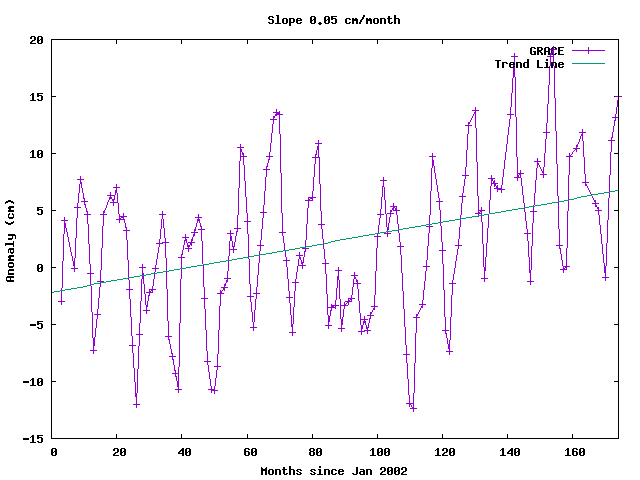 Slope 0.05 cm/month
GRACE
Trend Line
20
15
10
5
0
-5
-10
-15
Anomaly (cm)
0 20 40 60 80 100 120 140 160
Months since Jan 2002